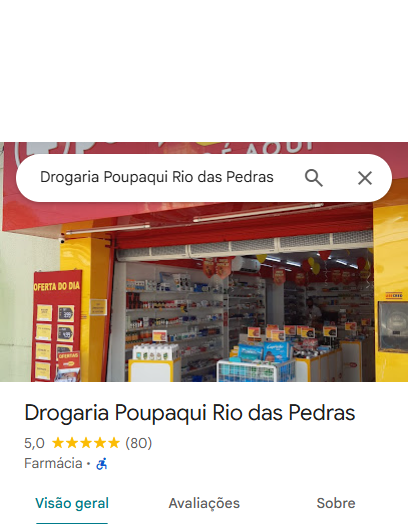 É AQUI
Drogaria Poupaqui Rio das Pedras
OFERTA DO DIA
OFERTAS
Drogaria Poupaqui Rio das Pedras
5,0 (80)
Farmácia ·
Visão geral Avaliações Sobre